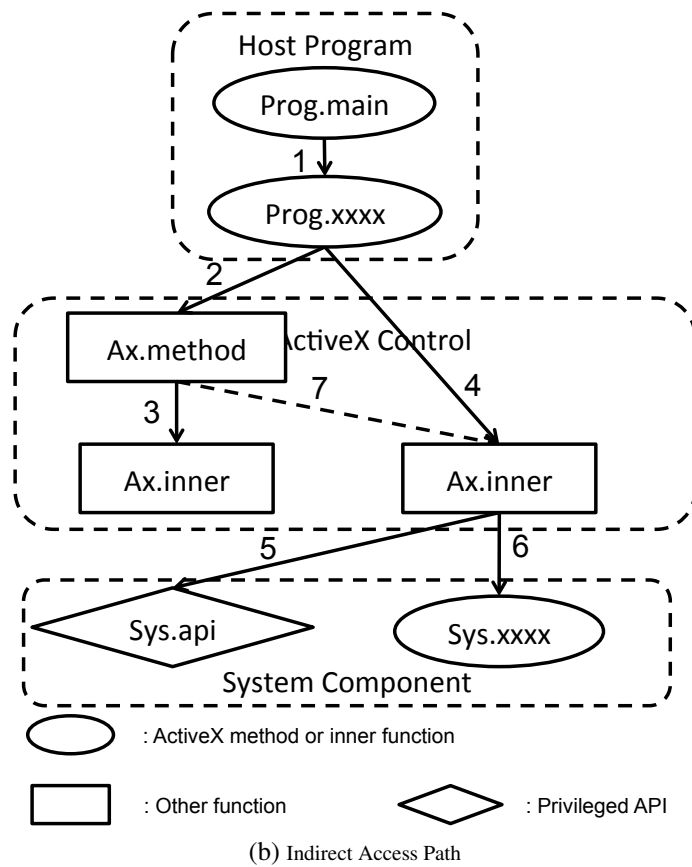 Host Program
Prog.main
1
Prog.xxxx
2
Ax.method
ActiveX Control
7
4
3
Ax.inner
Ax.inner
5
6
Sys.api
Sys.xxxx
System Component
: ActiveX method or inner function
: Other function
: Privileged API
(b) Indirect Access Path